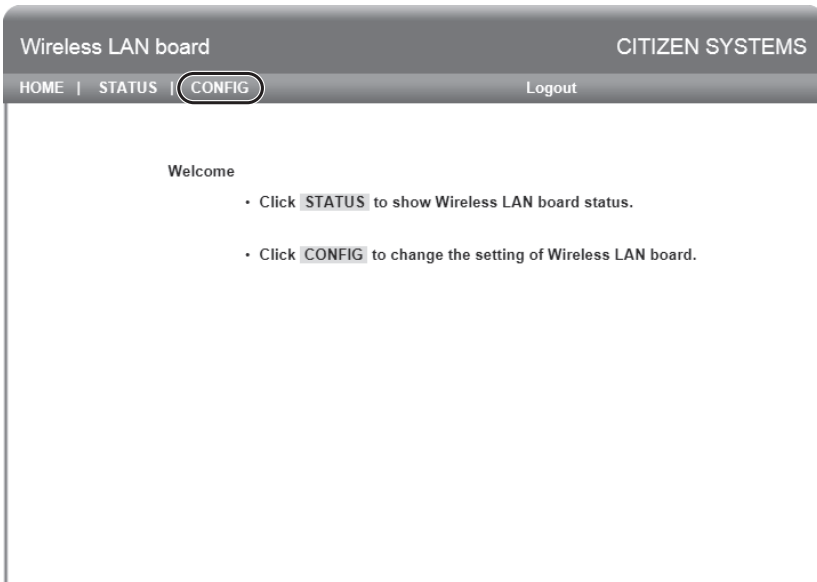 Wireless LAN board CITIZEN SYSTEMS
HOME | STATUS | CONFIG Logout
Welcome
• Click STATUS to show Wireless LAN board status.
• Click CONFIG to change the setting of Wireless LAN board.